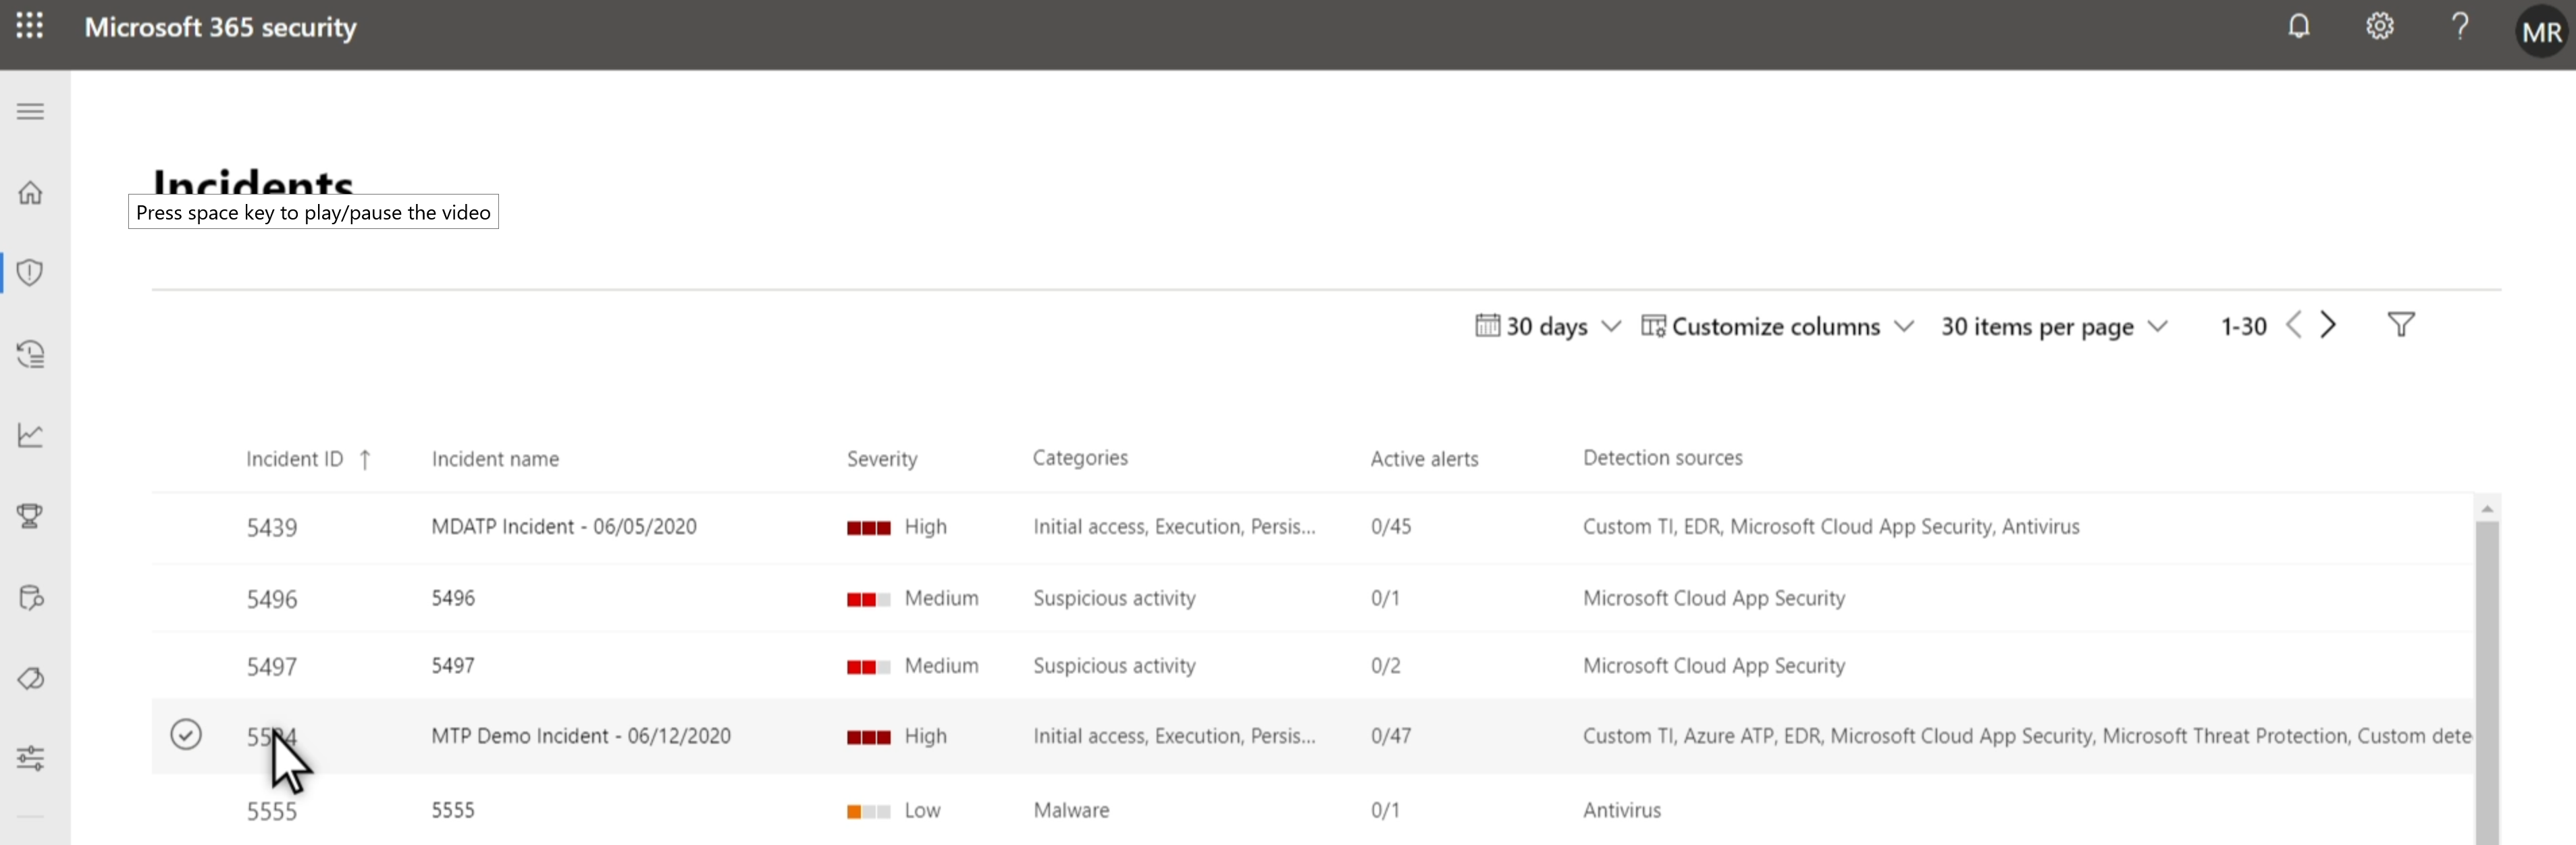 Microsoft 365 security
MR
Incidents
Press space key to play/pause the video
30 days Customize columns 30 items per page 1-30
Incident ID ↑ Incident name Severity Categories Active alerts Detection sources
5439 MDATP Incident - 06/05/2020 High Initial access, Execution, Persis... 0/45 Custom TI, EDR, Microsoft Cloud App Security, Antivirus
5496 5496 Medium Suspicious activity 0/1 Microsoft Cloud App Security
5497 5497 Medium Suspicious activity 0/2 Microsoft Cloud App Security
MTP Demo Incident - 06/12/2020 High Initial access, Execution, Persis... 0/47 Custom TI, Azure ATP, EDR, Microsoft Cloud App Security, Microsoft Threat Protection, Custom dete
5555 5555 Low Malware 0/1 Antivirus